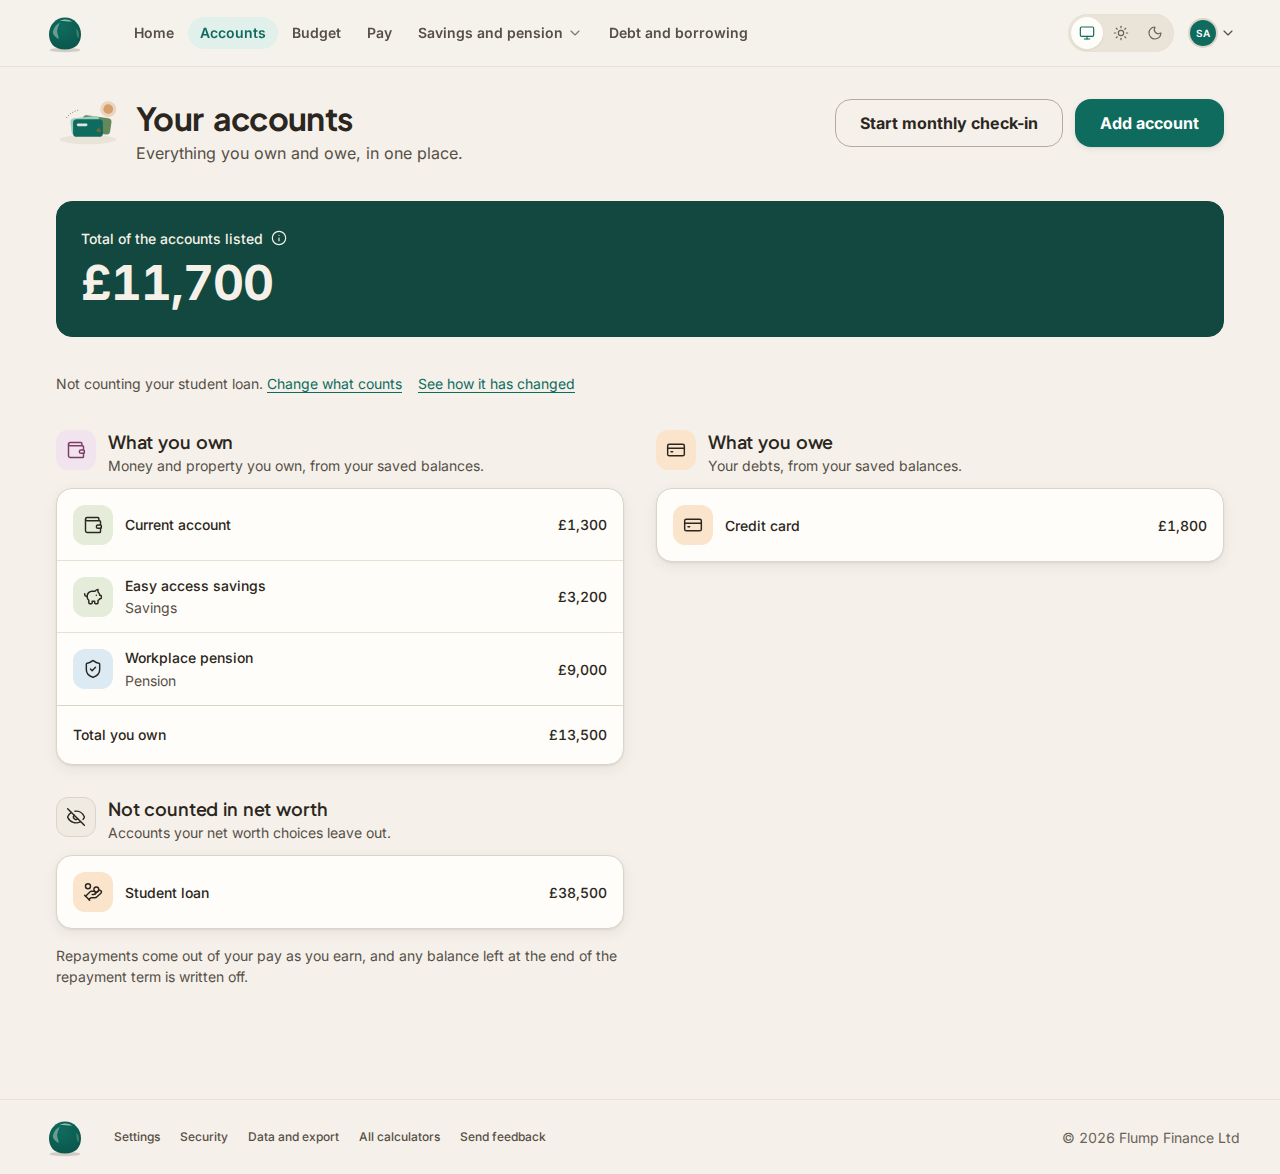 Home
Accounts
Budget
Pay
Savings and pension
Debt and borrowing
SA
Your accounts
Everything you own and owe, in one place.
Start monthly check-in
Add account
Total of the accounts listed
£11,700
Not counting your student loan. Change what counts See how it has changed
What you own
Money and property you own, from your saved balances.
Current account £1,300
Easy access savings
Savings
£3,200
Workplace pension
Pension
£9,000
Total you own £13,500
What you owe
Your debts, from your saved balances.
Credit card £1,800
Not counted in net worth
Accounts your net worth choices leave out.
Student loan £38,500
Repayments come out of your pay as you earn, and any balance left at the end of the
repayment term is written off.
Settings
Security
Data and export
All calculators
Send feedback
© 2026 Flump Finance Ltd